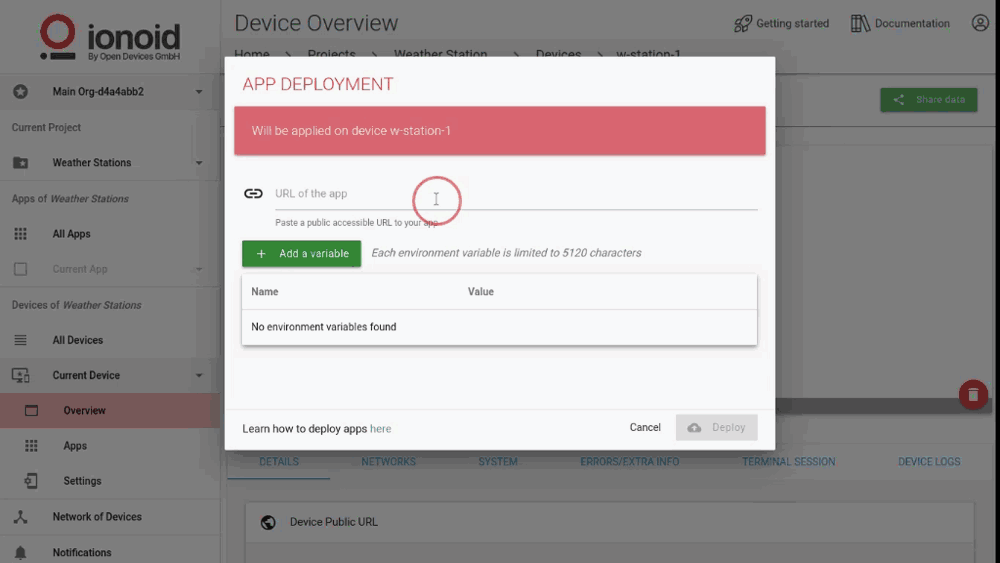 ionoid
By Open Devices GmbH
Device Overview
Getting started
Documentation
Home > Projects > Weather Station > Devices > w-station-1
Main Org-d4a4abb2
Current Project
Weather Stations
Apps of Weather Stations
All Apps
Current App
Devices of Weather Stations
All Devices
Current Device
Overview
Apps
Settings
Network of Devices
Notifications
Share data
APP DEPLOYMENT
Will be applied on device w-station-1
URL of the app
Paste a public accessible URL to your app
+ Add a variable
Each environment variable is limited to 5120 characters
Name Value
No environment variables found
Learn how to deploy apps here
Cancel
Deploy
DETAILS NETWORKS SYSTEM ERRORS/EXTRA INFO TERMINAL SESSION DEVICE LOGS
Device Public URL